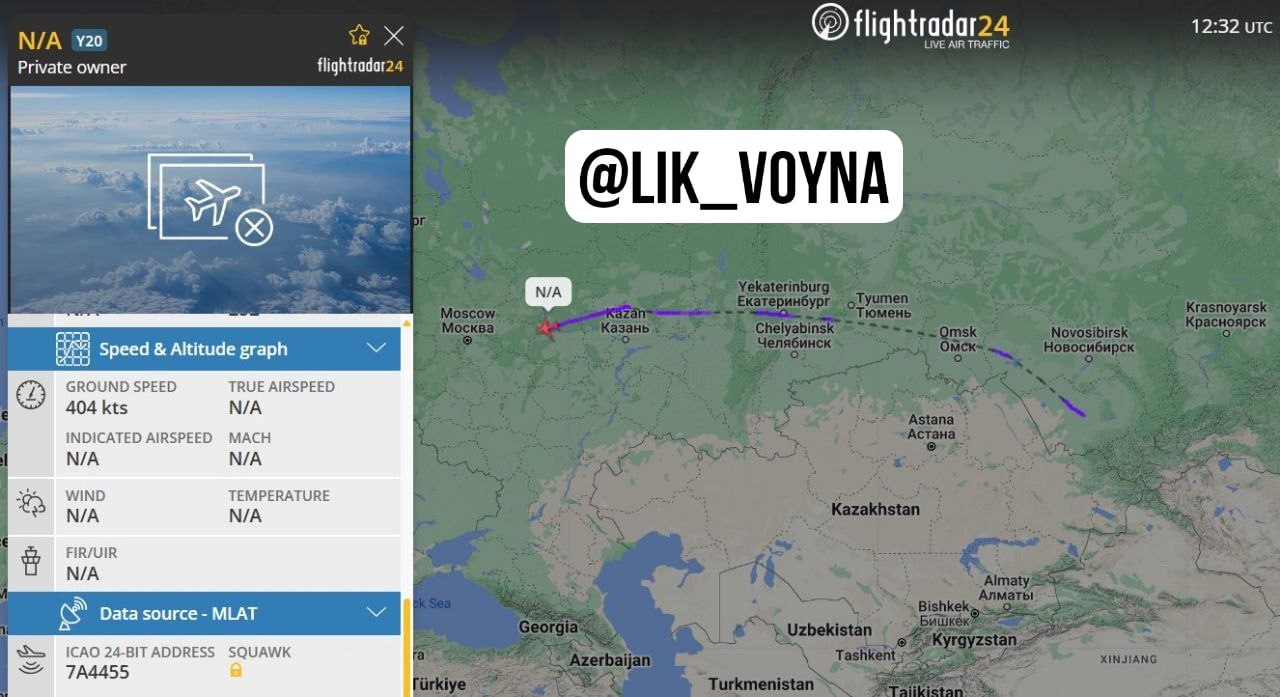 N/A Y20
Private owner
flightradar24
Speed & Altitude graph
GROUND SPEED
404 kts
TRUE AIRSPEED
N/A
INDICATED AIRSPEED
N/A
MACH
N/A
WIND
N/A
TEMPERATURE
N/A
FIR/UIR
N/A
Data source - MLAT
ICAO 24-BIT ADDRESS
7A4455
SQUAWK
flightradar24
LIVE AIR TRAFFIC
12:32 UTC
@LIK_VOYNA
N/A
Moscow
Москва
Kazan
Казань
Yekaterinburg
Екатеринбург
Tyumen
Тюмень
Chelyabinsk
Челябинск
Omsk
Омск
Novosibirsk
Новосибирск
Krasnoyarsk
Красноярск
Astana
Астана
Kazakhstan
Almaty
Алматы
Bishkek
Бишкек
Kyrgyzstan
Uzbekistan
Tashkent
XINJIANG
Georgia
Azerbaijan
Türkiye
Turkmenistan
Tajikistan